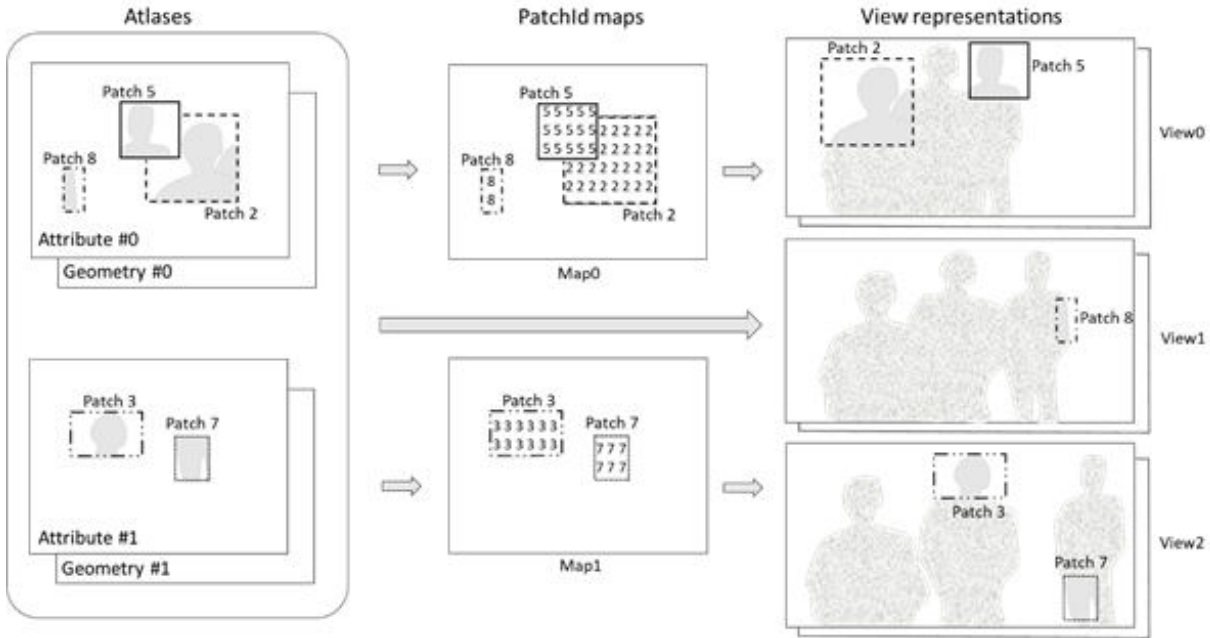 Atlases
PatchId maps
View representations
Patch 5
Patch 8
Patch 2
Attribute #0
Geometry #0
Patch 5
5 5 5 5 5
5 5 5 5 5 2 2 2 2 2
5 5 5 5 5 2 2 2 2 2
2 2 2 2 2 2 2 2
2 2 2 2 2 2 2 2
Patch 8
8
8
Patch 2
Map0
Patch 2
Patch 5
View0
Patch 8
View1
Patch 3
Patch 7
Attribute #1
Geometry #1
Patch 3
3 3 3 3 3 3
3 3 3 3 3 3
Patch 7
7 7 7
7 7 7
Map1
Patch 3
Patch 7
View2